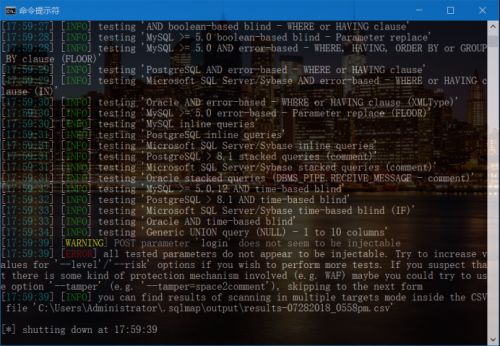 命令提示符
[17:59:27] [INFO] testing 'AND boolean-based blind - WHERE or HAVING clause'
[17:59:28] [INFO] testing 'MySQL >= 5.0 boolean-based blind - Parameter replace'
[17:59:28] [INFO] testing 'MySQL >= 5.0 AND error-based - WHERE, HAVING, ORDER BY or GROUP
BY clause (FLOOR)'
[17:59:29] [INFO] testing 'PostgreSQL AND error-based - WHERE or HAVING clause'
[17:59:29] [INFO] testing 'Microsoft SQL Server/Sybase AND error-based - WHERE or HAVING c
lause (IN)'
[17:59:30] [INFO] testing 'Oracle AND error-based - WHERE or HAVING clause (XMLType)'
[17:59:30] [INFO] testing 'MySQL >= 5.0 error-based - Parameter replace (FLOOR)'
[17:59:30] [INFO] testing 'MySQL inline queries'
[17:59:30] [INFO] testing 'PostgreSQL inline queries'
[17:59:30] [INFO] testing 'Microsoft SQL Server/Sybase inline queries'
[17:59:30] [INFO] testing 'PostgreSQL > 8.1 stacked queries (comment)'
[17:59:31] [INFO] testing 'Microsoft SQL Server/Sybase stacked queries (comment)'
[17:59:31] [INFO] testing 'Oracle stacked queries (DBMS_PIPE.RECEIVE_MESSAGE - comment)'
[17:59:31] [INFO] testing 'MySQL >= 5.0.12 AND time-based blind'
[17:59:32] [INFO] testing 'PostgreSQL > 8.1 AND time-based blind'
[17:59:33] [INFO] testing 'Microsoft SQL Server/Sybase time-based blind (IF)'
[17:59:33] [INFO] testing 'Oracle AND time-based blind'
[17:59:34] [INFO] testing 'Generic UNION query (NULL) - 1 to 10 columns'
[17:59:39] [WARNING] POST parameter 'login' does not seem to be injectable
[17:59:39] [ERROR] all tested parameters do not appear to be injectable. Try to increase v
alues for '--level'/'--risk' options if you wish to perform more tests. If you suspect tha
t there is some kind of protection mechanism involved (e.g. WAF) maybe you could try to us
e option '--tamper' (e.g. '--tamper=space2comment'), skipping to the next form
[17:59:39] [INFO] you can find results of scanning in multiple targets mode inside the CSV
file 'C:\Users\Administrator\.sqlmap\output\results-07282018_0558pm.csv'
[*] shutting down at 17:59:39